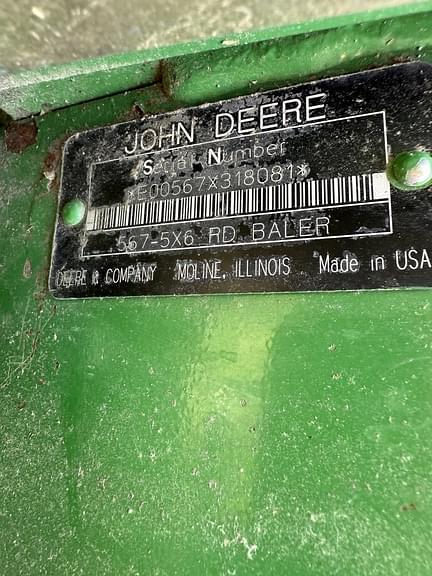 JOHN DEERE
Serial Number
*E00567X318081*
567-5X6 RD BALER
DEERE & COMPANY MOLINE, ILLINOIS Made in USA